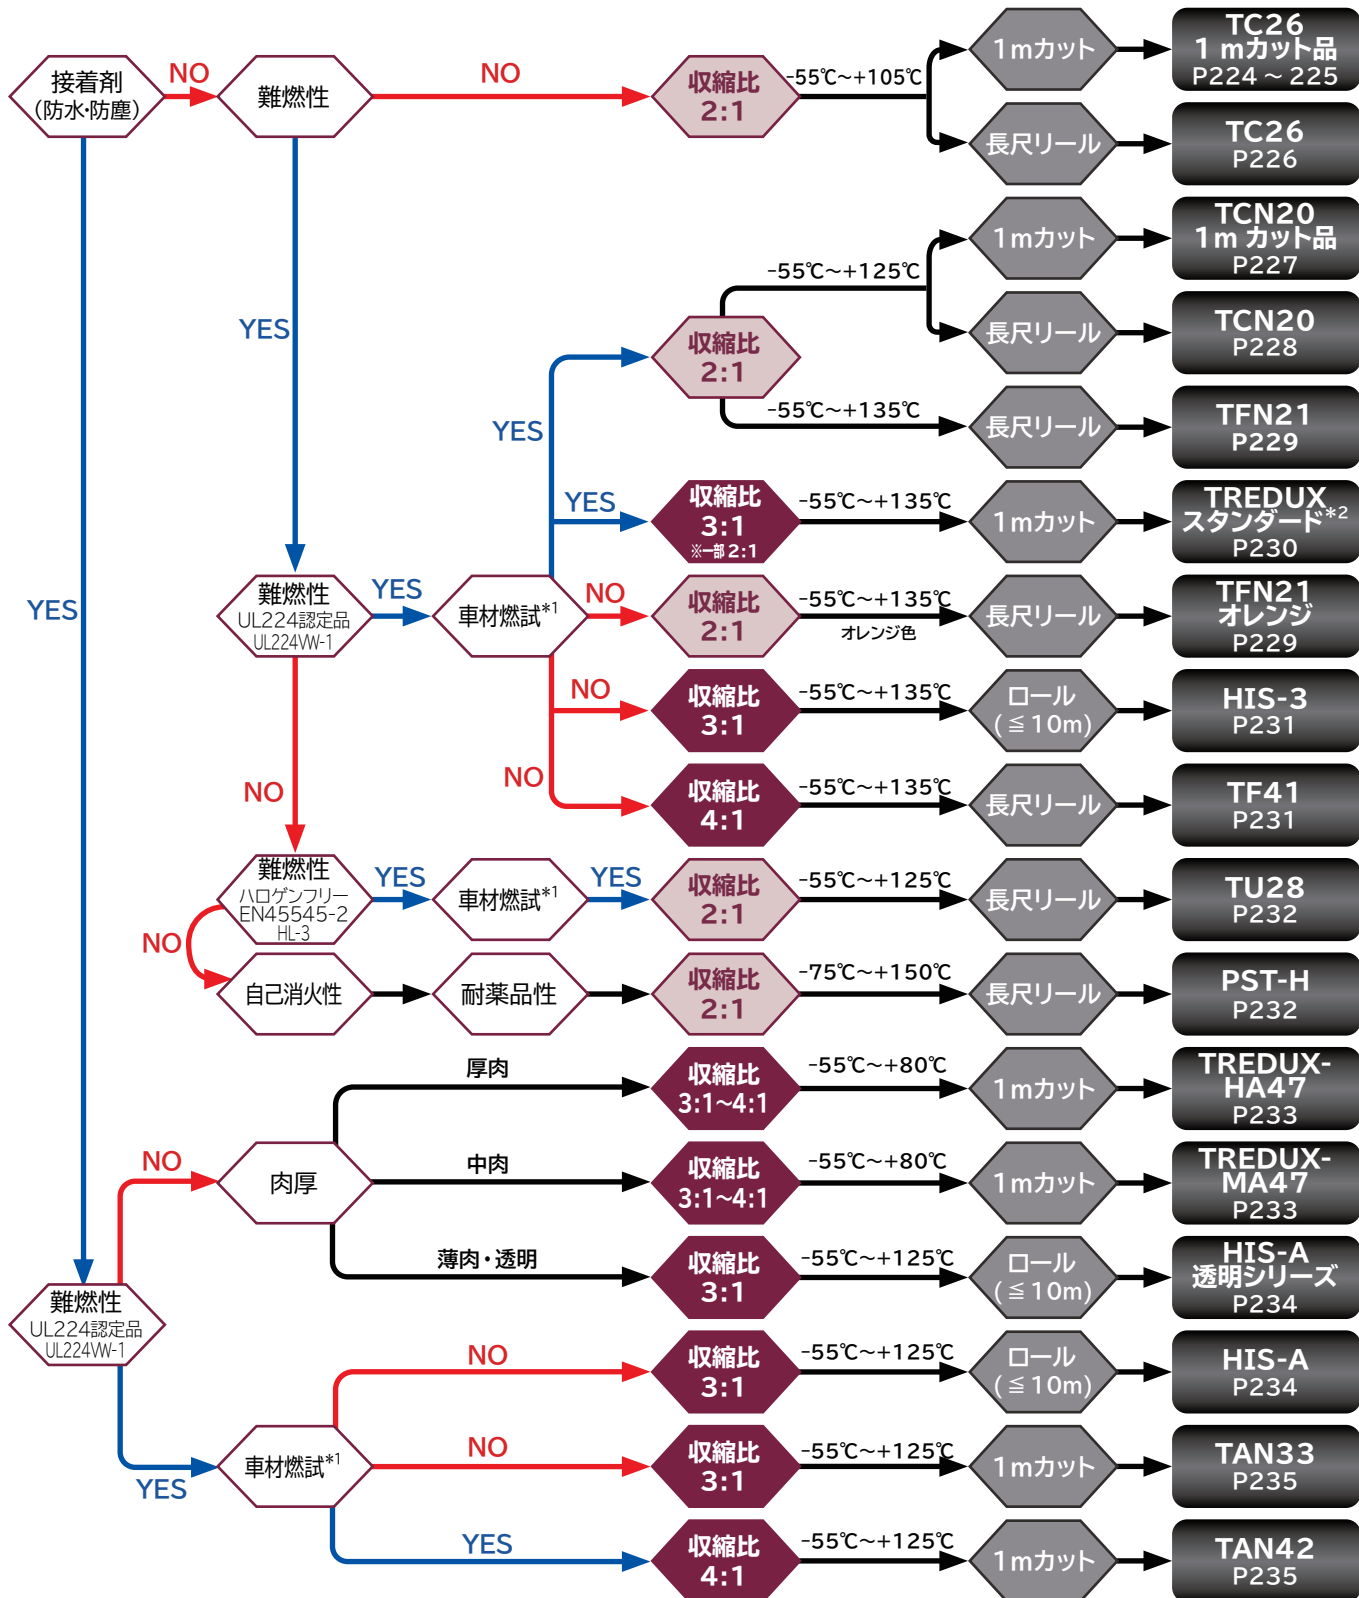 接着剤
(防水・防塵)
NO
難燃性
NO
収縮比
2:1
-55℃~+105℃
1mカット
TC26
1 mカット品
P224 ~ 225
長尺リール
TC26
P226
YES
YES
1mカット
TCN20
1m カット品
P227
-55℃~+125℃
収縮比
2:1
長尺リール
TCN20
P228
-55℃~+135℃
長尺リール
TFN21
P229
YES
YES
収縮比
3:1
※一部 2:1
-55℃~+135℃
1mカット
TREDUX
スタンダード*2
P230
難燃性
UL224認定品
UL224VW-1
YES
車材燃試*1
NO
収縮比
2:1
-55℃~+135℃
オレンジ色
長尺リール
TFN21
オレンジ
P229
NO
収縮比
3:1
-55℃~+135℃
ロール
(≦10m)
HIS-3
P231
NO
NO
収縮比
4:1
-55℃~+135℃
長尺リール
TF41
P231
難燃性
ハロゲンフリー
EN45545-2
HL-3
YES
車材燃試*1
YES
収縮比
2:1
-55℃~+125℃
長尺リール
TU28
P232
NO
自己消火性
耐薬品性
収縮比
2:1
-75℃~+150℃
長尺リール
PST-H
P232
厚肉
収縮比
3:1~4:1
-55℃~+80℃
1mカット
TREDUX-
HA47
P233
NO
肉厚
中肉
収縮比
3:1~4:1
-55℃~+80℃
1mカット
TREDUX-
MA47
P233
薄肉・透明
収縮比
3:1
-55℃~+125℃
ロール
(≦10m)
HIS-A
透明シリーズ
P234
難燃性
UL224認定品
UL224VW-1
NO
収縮比
3:1
-55℃~+125℃
ロール
(≦10m)
HIS-A
P234
YES
車材燃試*1
NO
収縮比
3:1
-55℃~+125℃
1mカット
TAN33
P235
YES
収縮比
4:1
-55℃~+125℃
1mカット
TAN42
P235